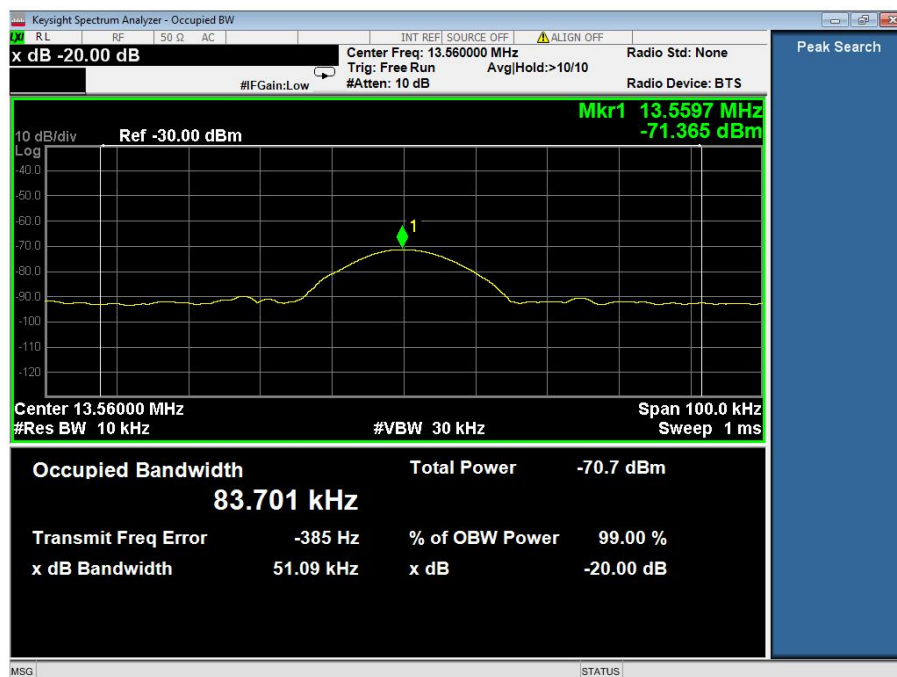 Keysight Spectrum Analyzer - Occupied BW
LXI RL RF 50 Ω AC INT REF SOURCE OFF ALIGN OFF
x dB -20.00 dB
Center Freq: 13.560000 MHz Radio Std: None
Trig: Free Run Avg|Hold:>10/10
#IFGain:Low #Atten: 10 dB Radio Device: BTS
Peak Search
Mkr1 13.5597 MHz
-71.365 dBm
10 dB/div Ref -30.00 dBm
Log
-40.0
-50.0
-60.0
1
-70.0
-80.0
-90.0
-100
-110
-120
Center 13.56000 MHz Span 100.0 kHz
#Res BW 10 kHz #VBW 30 kHz Sweep 1 ms
Occupied Bandwidth Total Power -70.7 dBm
83.701 kHz
Transmit Freq Error -385 Hz % of OBW Power 99.00 %
x dB Bandwidth 51.09 kHz x dB -20.00 dB
MSG STATUS